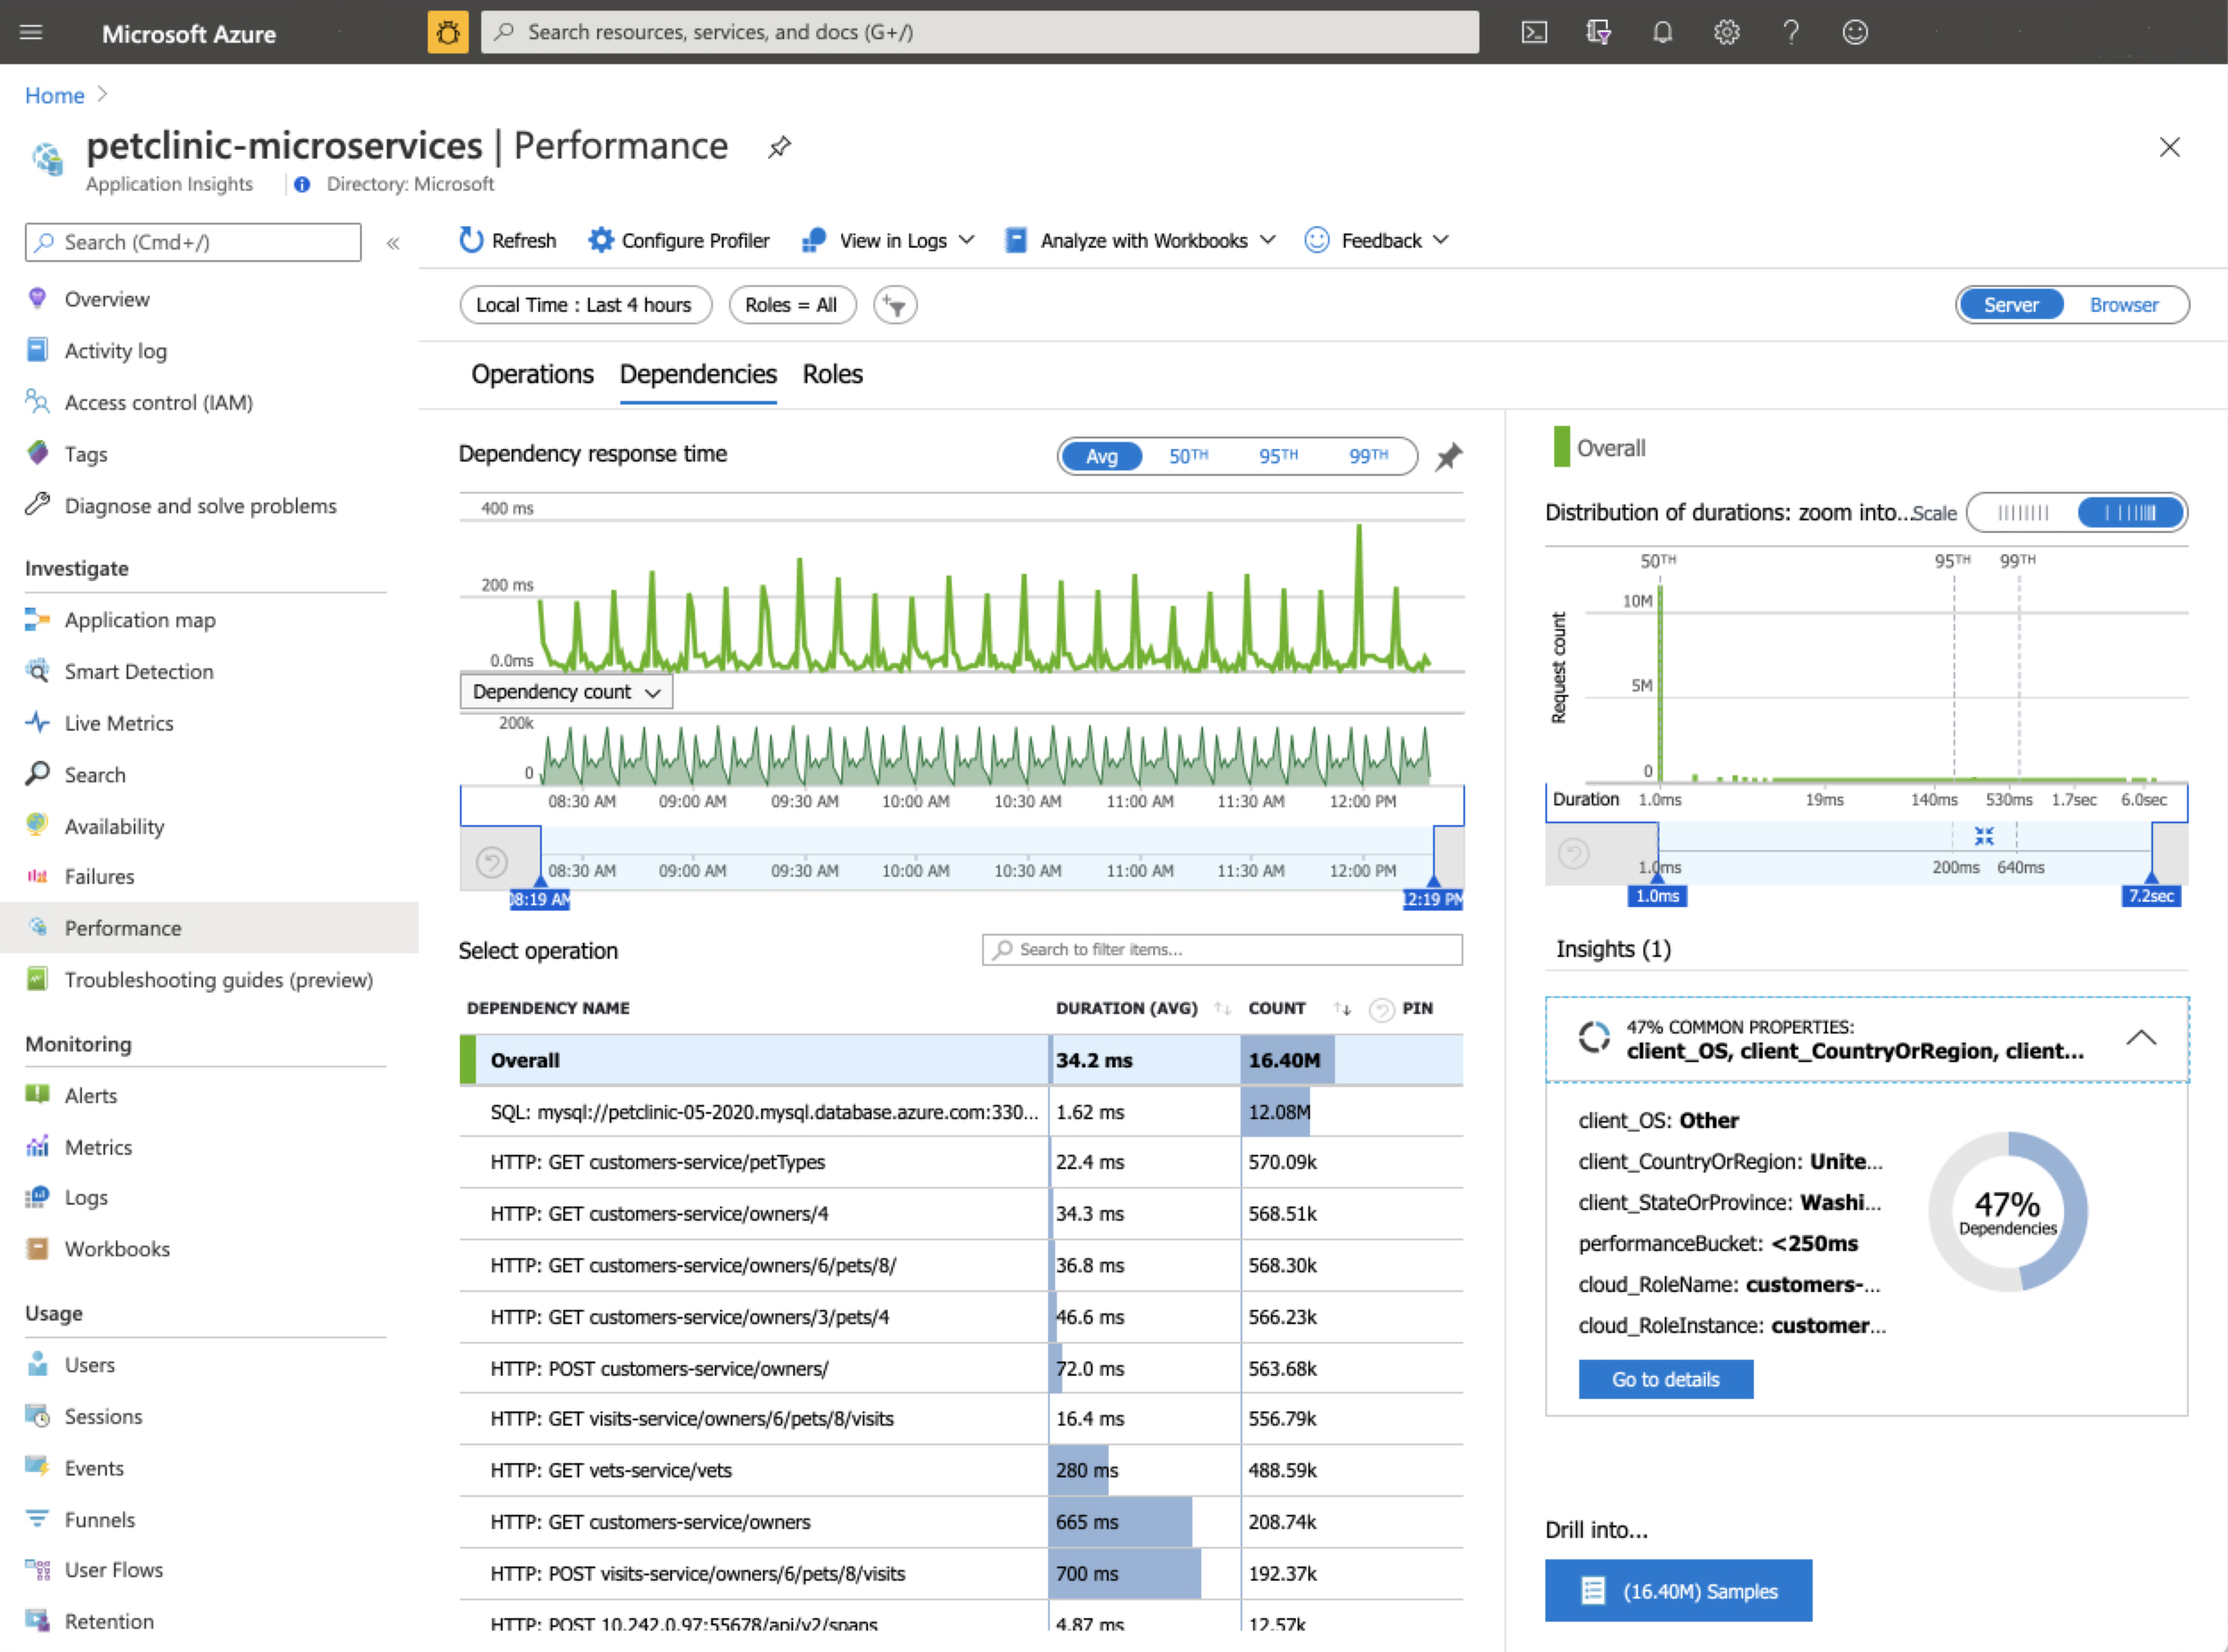 Microsoft Azure
Search resources, services, and docs (G+/)
Home
petclinic-microservices | Performance
Application Insights
Directory: Microsoft
Search (Cmd+/)
Overview
Activity log
Access control (IAM)
Tags
Diagnose and solve problems
Investigate
Application map
Smart Detection
Live Metrics
Search
Availability
Failures
Performance
Troubleshooting guides (preview)
Monitoring
Alerts
Metrics
Logs
Workbooks
Usage
Users
Sessions
Events
Funnels
User Flows
Retention
Refresh Configure Profiler View in Logs Analyze with Workbooks Feedback
Local Time : Last 4 hours Roles = All
Server Browser
Operations Dependencies Roles
Dependency response time
Avg 50TH 95TH 99TH
400 ms
200 ms
0.0ms
Dependency count
200k
0
08:30 AM 09:00 AM 09:30 AM 10:00 AM 10:30 AM 11:00 AM 11:30 AM 12:00 PM
08:30 AM 09:00 AM 09:30 AM 10:00 AM 10:30 AM 11:00 AM 11:30 AM 12:00 PM
08:19 AM 12:19 PM
Select operation
Search to filter items...
DEPENDENCY NAME DURATION (AVG) COUNT PIN
Overall 34.2 ms 16.40M
SQL: mysql://petclinic-05-2020.mysql.database.azure.com:330... 1.62 ms 12.08M
HTTP: GET customers-service/petTypes 22.4 ms 570.09k
HTTP: GET customers-service/owners/4 34.3 ms 568.51k
HTTP: GET customers-service/owners/6/pets/8/ 36.8 ms 568.30k
HTTP: GET customers-service/owners/3/pets/4 46.6 ms 566.23k
HTTP: POST customers-service/owners/ 72.0 ms 563.68k
HTTP: GET visits-service/owners/6/pets/8/visits 16.4 ms 556.79k
HTTP: GET vets-service/vets 280 ms 488.59k
HTTP: GET customers-service/owners 665 ms 208.74k
HTTP: POST visits-service/owners/6/pets/8/visits 700 ms 192.37k
HTTP: POST 10.242.0.97:55678/api/v2/spans 4.87 ms 12.57k
Overall
Distribution of durations: zoom into... Scale
50TH 95TH 99TH
Request count
10M
5M
0
Duration 1.0ms 19ms 140ms 530ms 1.7sec 6.0sec
1.0ms 200ms 640ms
1.0ms 7.2sec
Insights (1)
47% COMMON PROPERTIES:
client_OS, client_CountryOrRegion, client...
client_OS: Other
client_CountryOrRegion: Unite...
client_StateOrProvince: Washi...
performanceBucket: <250ms
cloud_RoleName: customers-...
cloud_RoleInstance: customer...
47%
Dependencies
Go to details
Drill into...
(16.40M) Samples